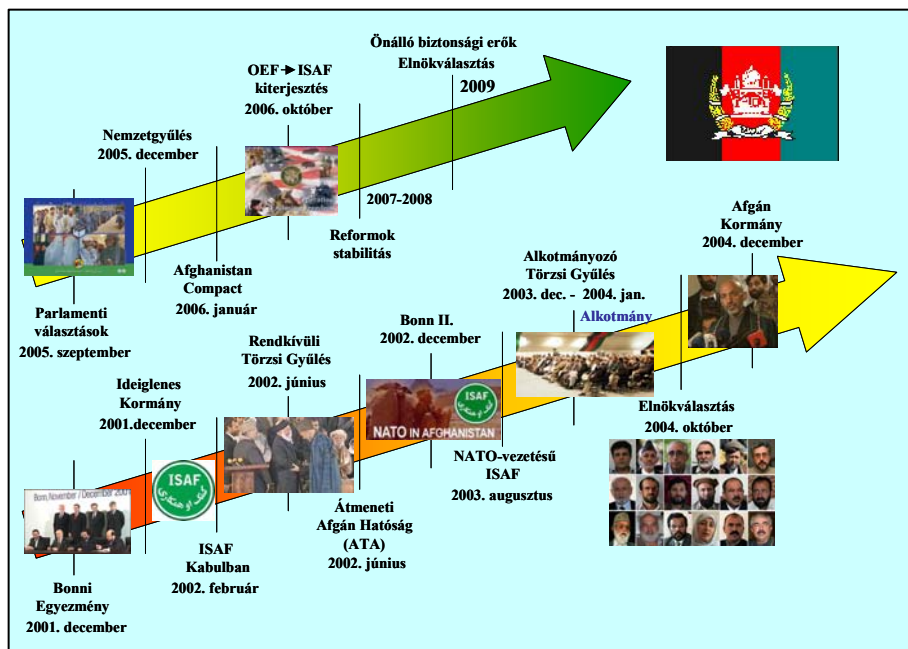 Önálló biztonsági erők
Elnökválasztás
2009
OEF→ISAF
kiterjesztés
2006. október
Nemzetgyűlés
2005. december
2007-2008
Reformok
stabilitás
Afghanistan
Compact
2006. január
Parlamenti
választások
2005. szeptember
Afgán
Kormány
2004. december
Alkotmányozó
Törzsi Gyűlés
2003. dec. - 2004. jan.
Alkotmány
Bonn II.
2002. december
Rendkívüli
Törzsi Gyűlés
2002. június
Ideiglenes
Kormány
2001.december
ISAF
NATO IN AFGHANISTAN
Elnökválasztás
2004. október
NATO-vezetésű
ISAF
2003. augusztus
ISAF
Bonn, November / December 200
Átmeneti
Afgán Hatóság
(ATA)
2002. június
ISAF
Kabulban
2002. február
Bonni
Egyezmény
2001. december